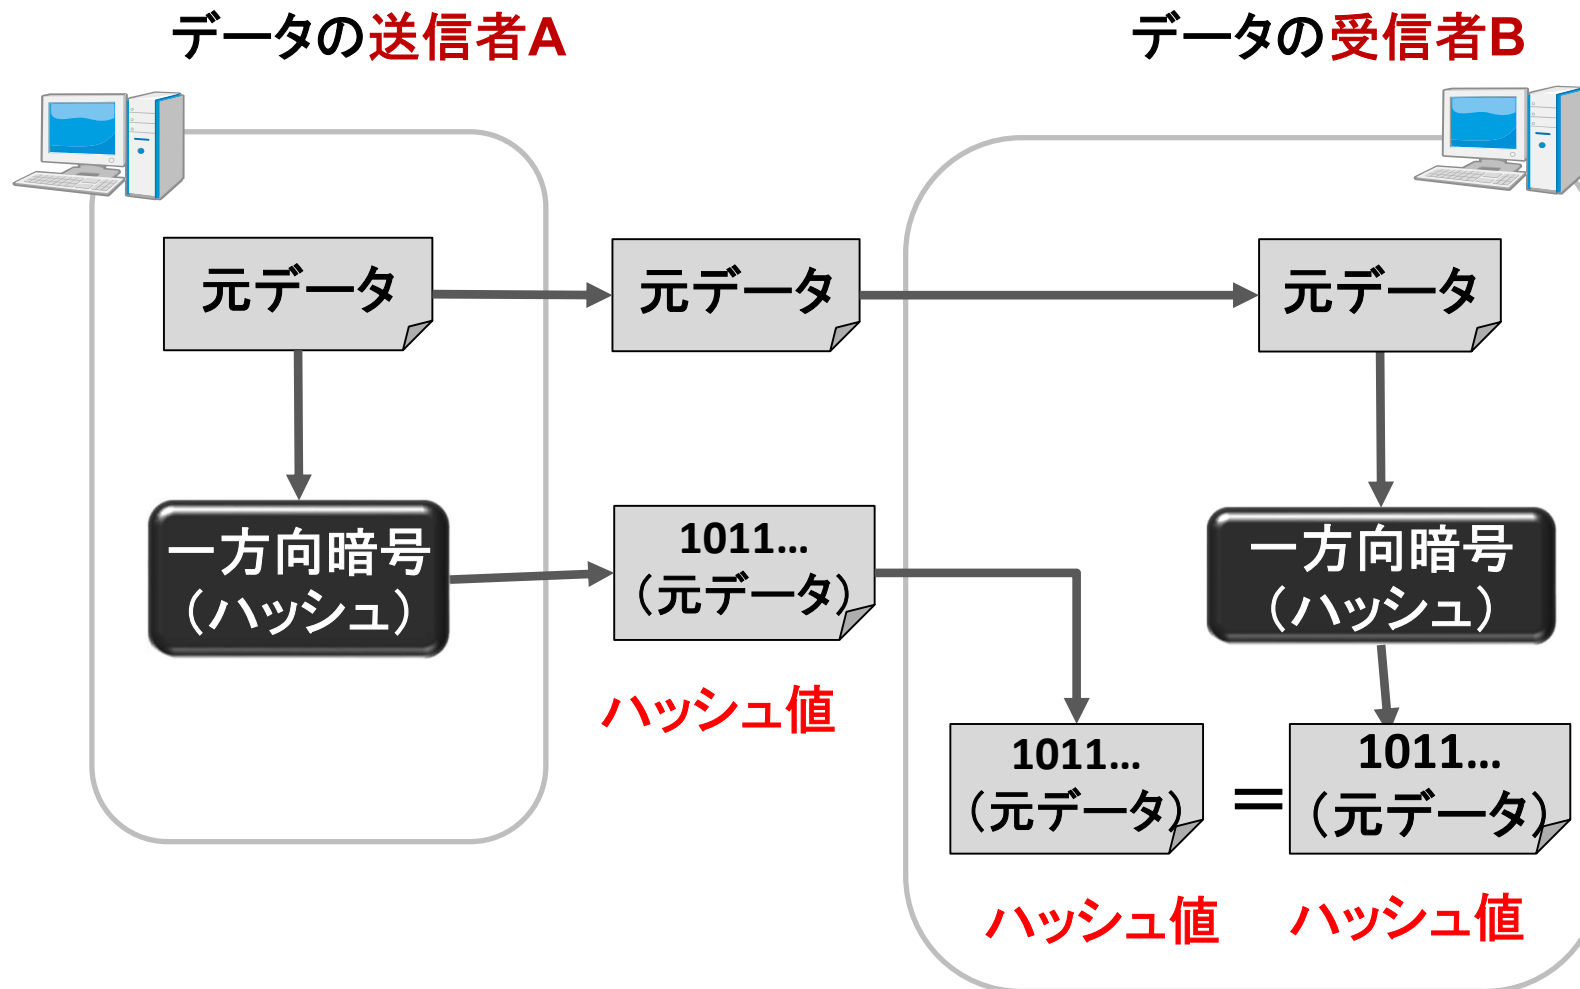 データの送信者A
データの受信者B
元データ
元データ
元データ
一方向暗号
（ハッシュ）
1011…
（元データ）
ハッシュ値
一方向暗号
（ハッシュ）
1011…
（元データ）
=
1011…
（元データ）
ハッシュ値
ハッシュ値